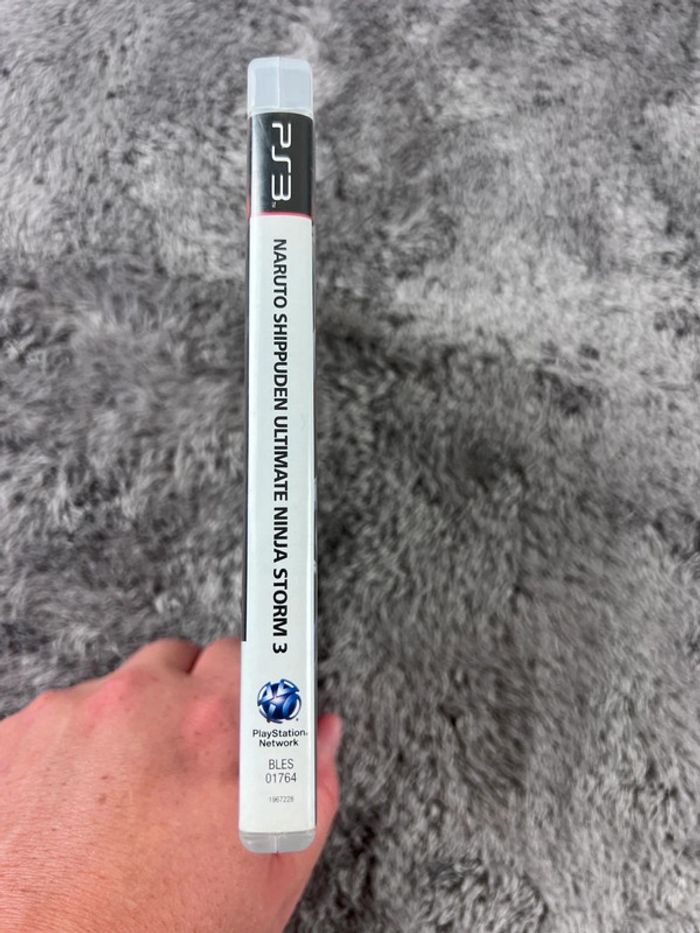 PS3
NARUTO SHIPPUDEN ULTIMATE NINJA STORM 3
PlayStation®
Network
BLES
01764
1967228